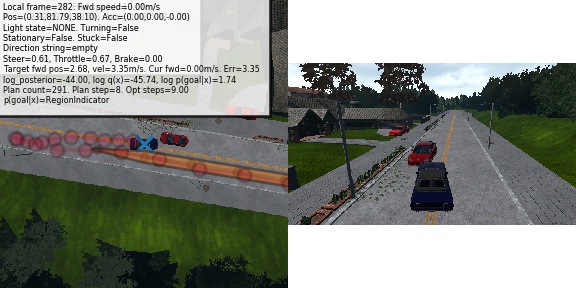 Local frame=282. Fwd.speed=0.00m/s
Pos=(0.31,81.79,38.10). Acc=(0.00,0.00,-0.00)
Light state=NONE. Turning=False
Stationary=False. Stuck=False
Direction string=empty
Steer=0.61, Throttle=0.67, Brake=0.00
Target fwd pos=2.68, vel=3.35m/s. Cur fwd=0.00m/s. Err=3.35
log_posterior=-44.00, log q(x)=-45.74, log p(goal|x)=1.74
Plan count=291. Plan step=8. Opt steps=9.00
p(goal|x)=RegionIndicator